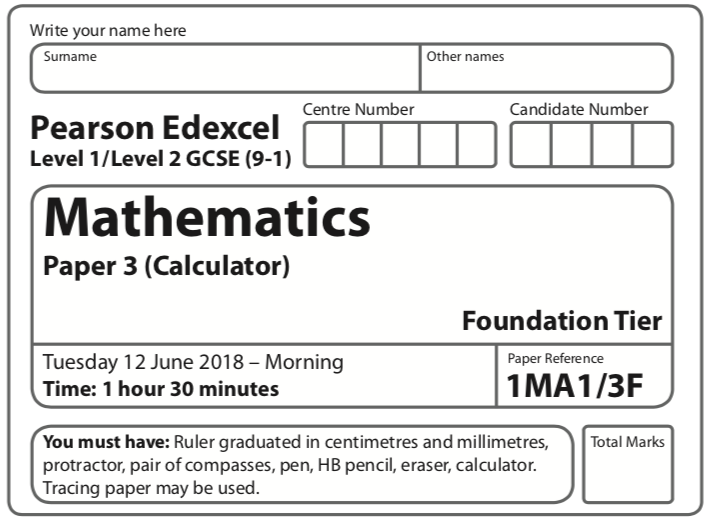 Write your name here
Surname
Other names
Pearson Edexcel
Level 1/Level 2 GCSE (9-1)
Centre Number
Candidate Number
Mathematics
Paper 3 (Calculator)
Foundation Tier
Tuesday 12 June 2018 – Morning
Time: 1 hour 30 minutes
Paper Reference
1MA1/3F
You must have: Ruler graduated in centimetres and millimetres,
protractor, pair of compasses, pen, HB pencil, eraser, calculator.
Tracing paper may be used.
Total Marks